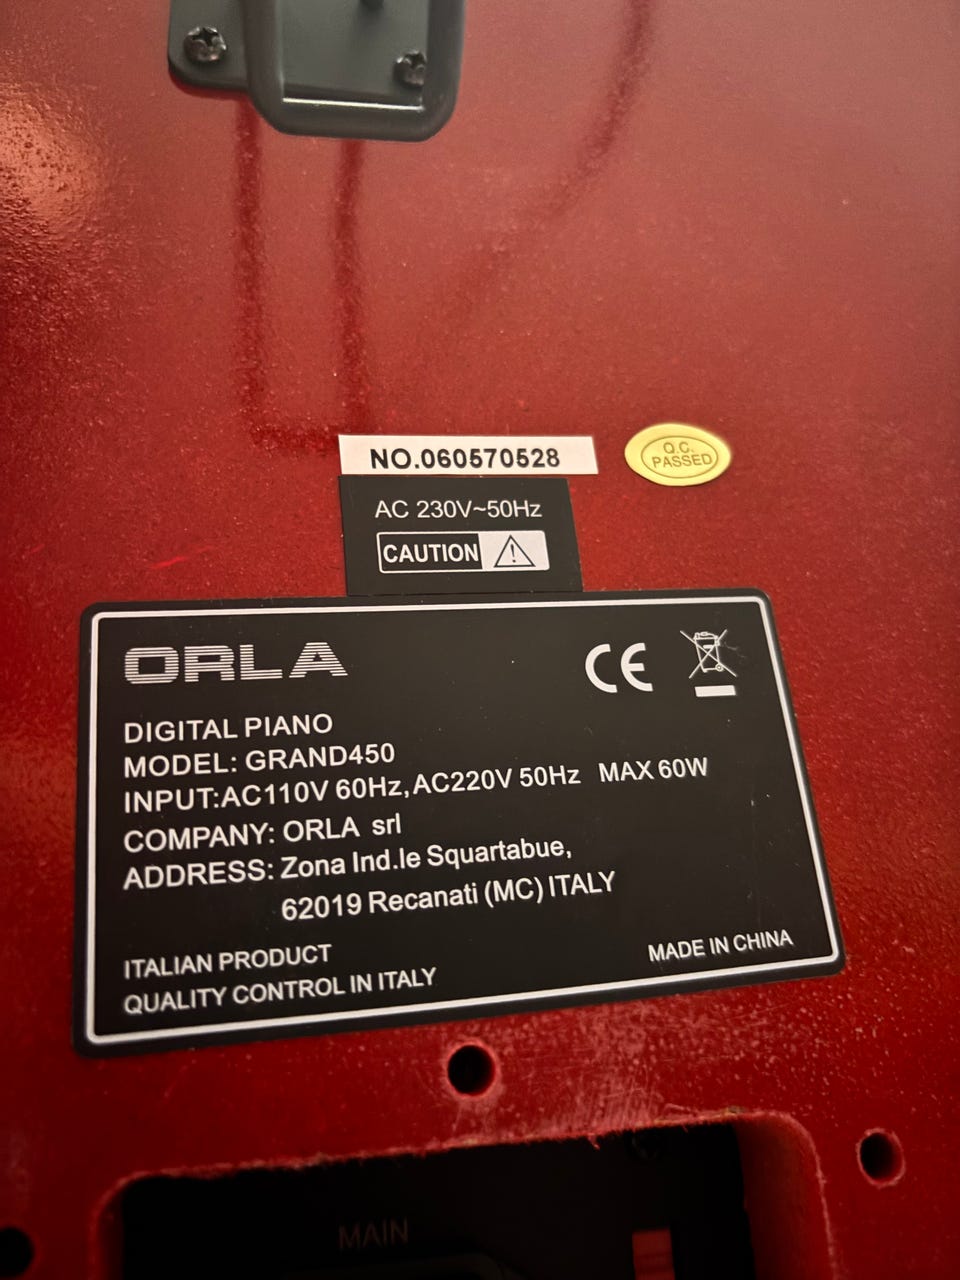 NO.060570528
Q.C.
PASSED
AC 230V~50Hz
CAUTION
ORLA
CE
DIGITAL PIANO
MODEL: GRAND450
INPUT:AC110V 60Hz,AC220V 50Hz MAX 60W
COMPANY: ORLA srl
ADDRESS: Zona Ind.le Squartabue,
62019 Recanati (MC) ITALY
ITALIAN PRODUCT
QUALITY CONTROL IN ITALY
MADE IN CHINA
MAIN